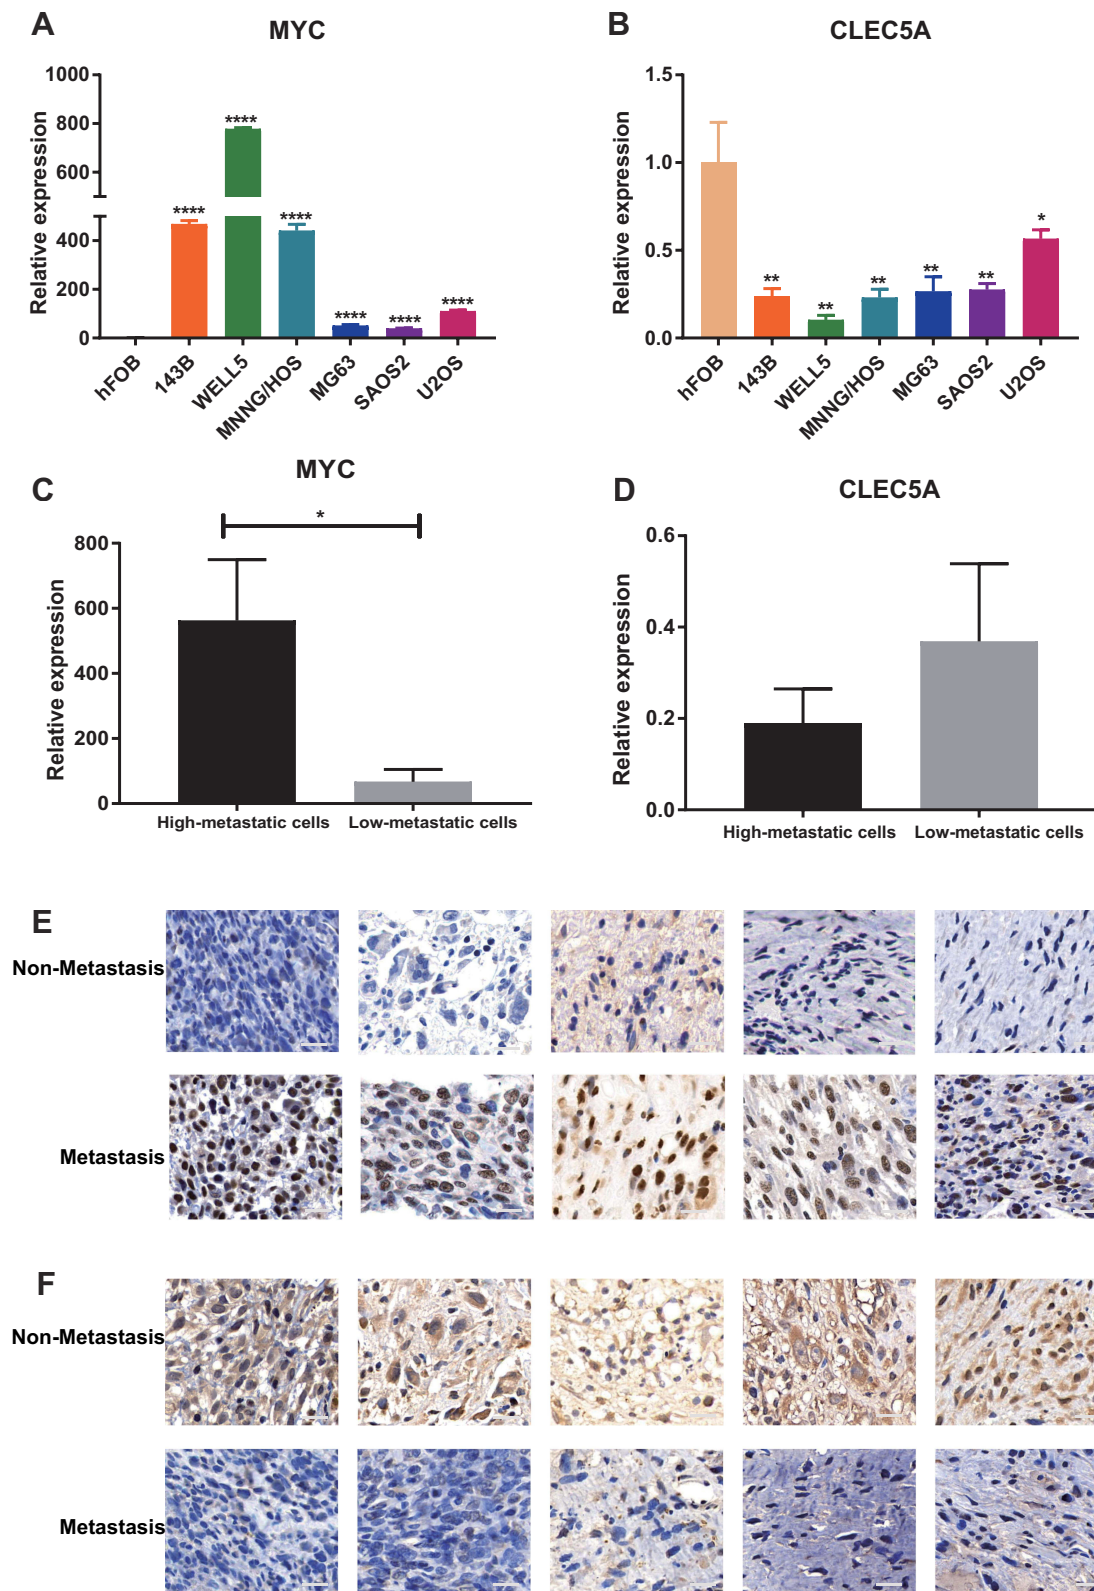 A
MYC
Relative expression
1000
800
600
400
200
0
****
****
****
****
****
****
hFOB
143B
WELL5
MNNG/HOS
MG63
SAOS2
U2OS
B
CLEC5A
Relative expression
1.5
1.0
0.5
0.0
**
**
**
**
**
*
hFOB
143B
WELL5
MNNG/HOS
MG63
SAOS2
U2OS
C
MYC
*
Relative expression
800
600
400
200
0
High-metastatic cells
Low-metastatic cells
D
CLEC5A
Relative expression
0.6
0.4
0.2
0.0
High-metastatic cells
Low-metastatic cells
E
Non-Metastasis
Metastasis
F
Non-Metastasis
Metastasis